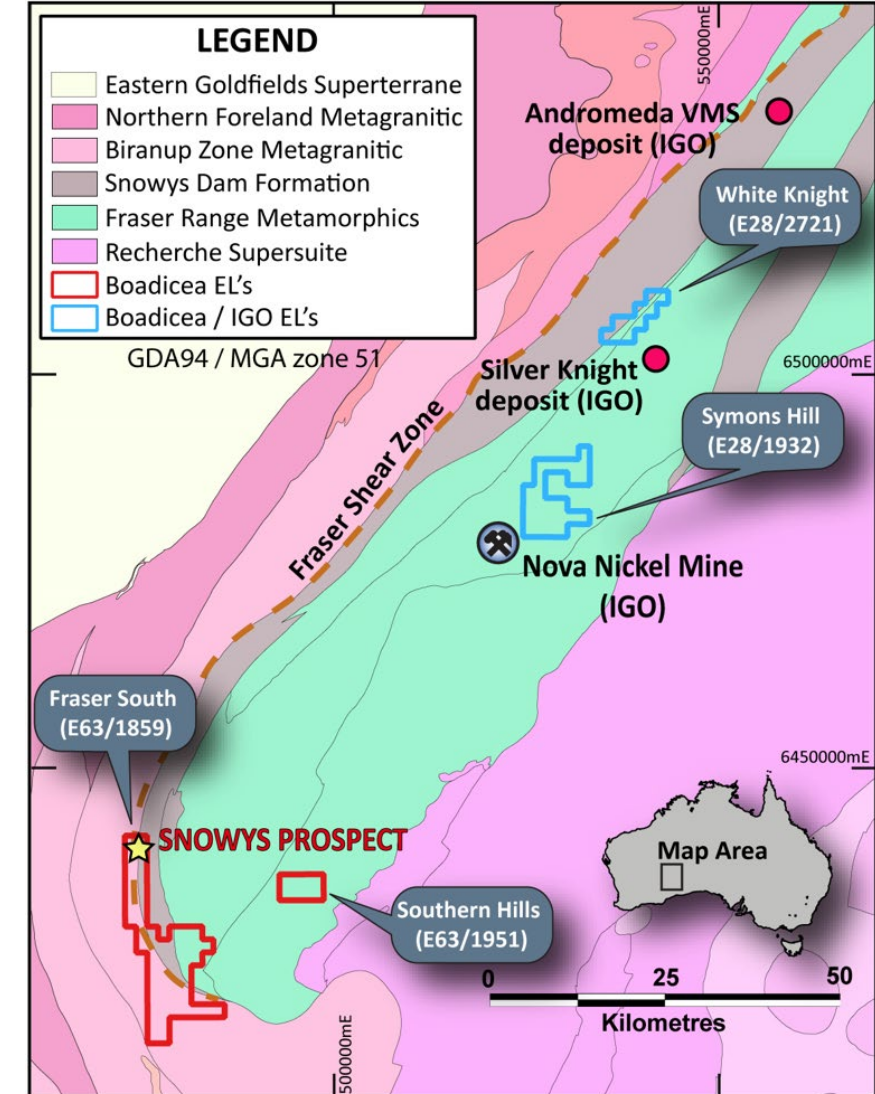 LEGEND
Eastern Goldfields Superterrane
Northern Foreland Metagranitic
Biranup Zone Metagranitic
Snowys Dam Formation
Fraser Range Metamorphics
Recherche Supersuite
Boadicea EL's
Boadicea / IGO EL's
GDA94 / MGA zone 51
550000mE
Andromeda VMS
deposit (IGO)
White Knight
(E28/2721)
6500000mE
Silver Knight
deposit (IGO)
Symons Hill
(E28/1932)
Fraser Shear Zone
Nova Nickel Mine
(IGO)
Fraser South
(E63/1859)
6450000mE
SNOWYS PROSPECT
Map Area
Southern Hills
(E63/1951)
0 25 50
Kilometres
500000mE